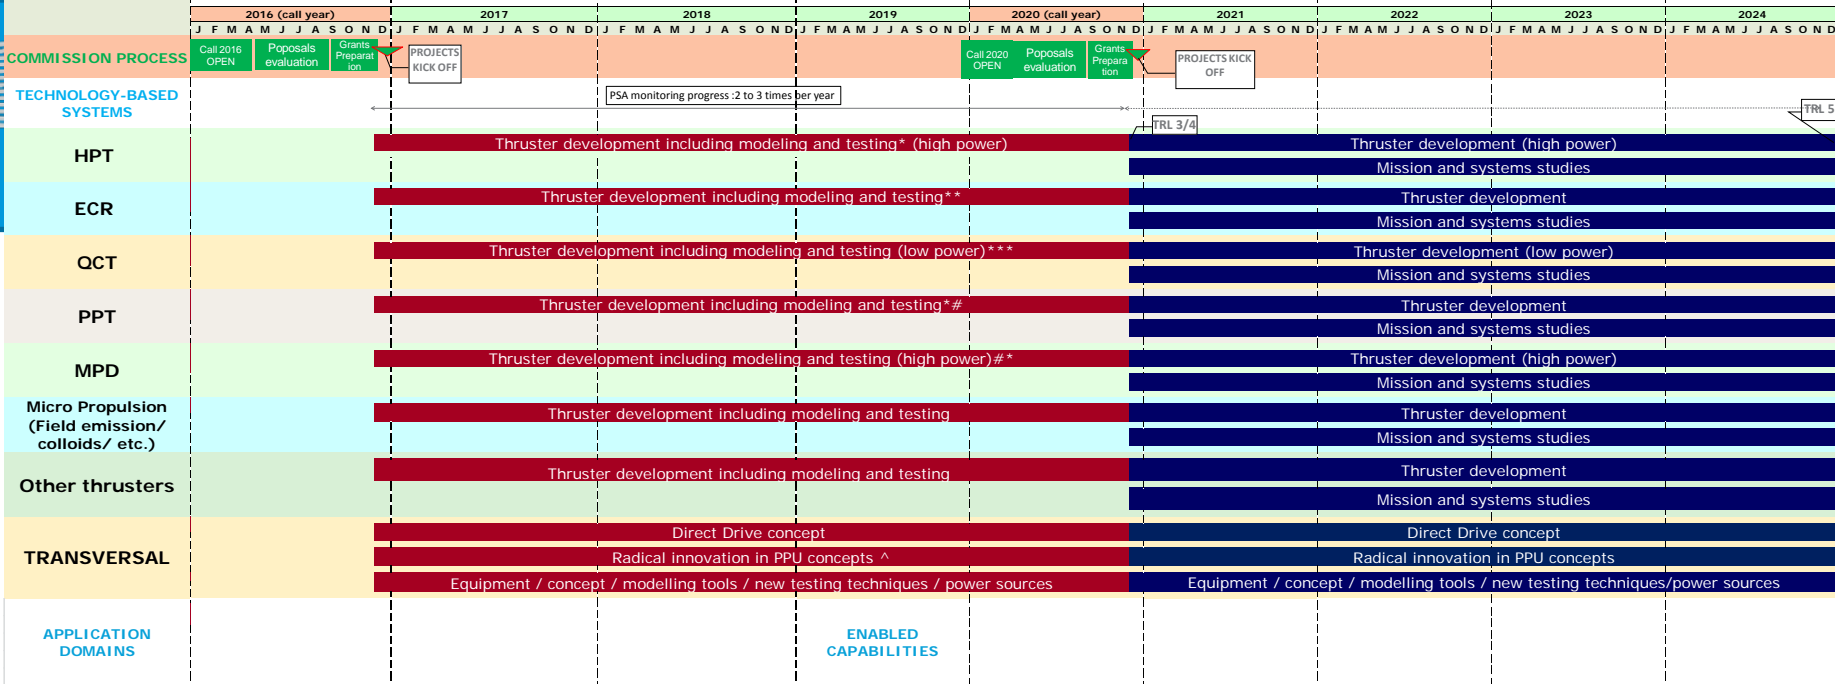 2016 (call year) 2017 2018 2019 2020 (call year) 2021 2022 2023 2024
J F M A M J J A S O N D J F M A M J J A S O N D J F M A M J J A S O N D J F M A M J J A S O N D J F M A M J J A S O N D J F M A M J J A S O N D J F M A M J J A S O N D J F M A M J J A S O N D J F M A M J J A S O N D
COMMISSION PROCESS
Call 2016
OPEN
Poposals
evaluation
Grants
Preparat
ion
PROJECTS
KICK OFF
Call 2020
OPEN
Poposals
evaluation
Grants
Prepara
tion
PROJECTS KICK
OFF
TECHNOLOGY-BASED
SYSTEMS
PSA monitoring progress :2 to 3 times per year
TRL 3/4
TRL 5
HPT
Thruster development including modeling and testing* (high power)
Thruster development (high power)
Mission and systems studies
ECR
Thruster development including modeling and testing**
Thruster development
Mission and systems studies
QCT
Thruster development including modeling and testing (low power)***
Thruster development (low power)
Mission and systems studies
PPT
Thruster development including modeling and testing*#
Thruster development
Mission and systems studies
MPD
Thruster development including modeling and testing (high power)#*
Thruster development (high power)
Mission and systems studies
Micro Propulsion
(Field emission/
colloids/ etc.)
Thruster development including modeling and testing
Thruster development
Mission and systems studies
Other thrusters
Thruster development including modeling and testing
Thruster development
Mission and systems studies
TRANSVERSAL
Direct Drive concept
Direct Drive concept
Radical innovation in PPU concepts ^
Radical innovation in PPU concepts
Equipment / concept / modelling tools / new testing techniques / power sources
Equipment / concept / modelling tools / new testing techniques/power sources
APPLICATION
DOMAINS
ENABLED
CAPABILITIES